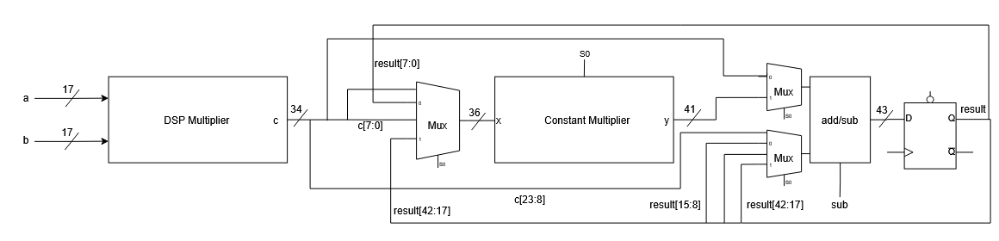 a
17
b
17
DSP Multiplier
c
34
c[7:0]
result[7:0]
0
1
Mux
S0
36
result[42:17]
S0
x
Constant Multiplier
y
41
c[23:8]
0
1
Mux
S0
0
1
Mux
S0
result[15:8]
result[42:17]
add/sub
sub
43
D
Q
Q
result